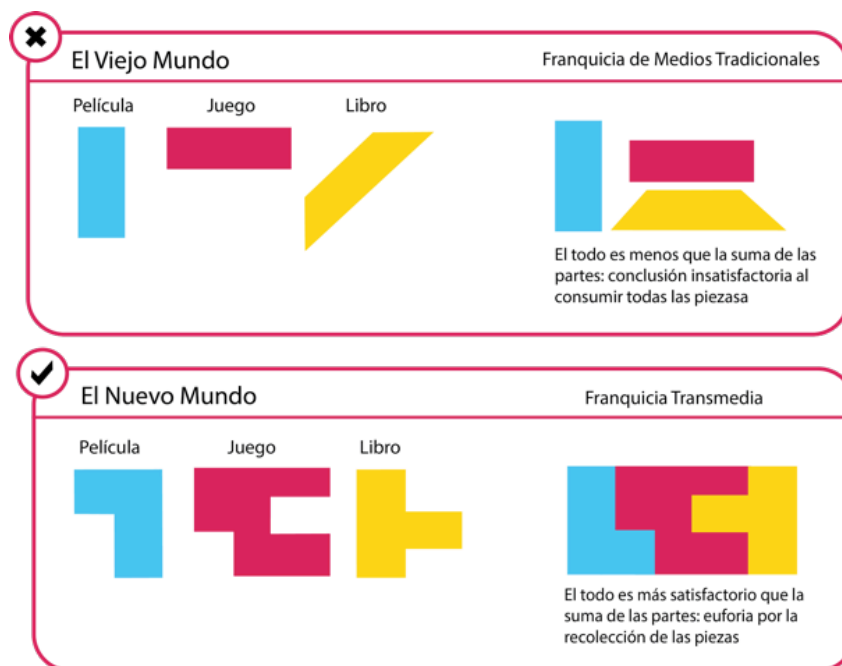 El Viejo Mundo
Franquicia de Medios Tradicionales
Película
Juego
Libro
El todo es menos que la suma de las
partes: conclusión insatisfactoria al
consumir todas las piezasa
El Nuevo Mundo
Franquicia Transmedia
Película
Juego
Libro
El todo es más satisfactorio que la
suma de las partes: euforia por la
recolección de las piezas